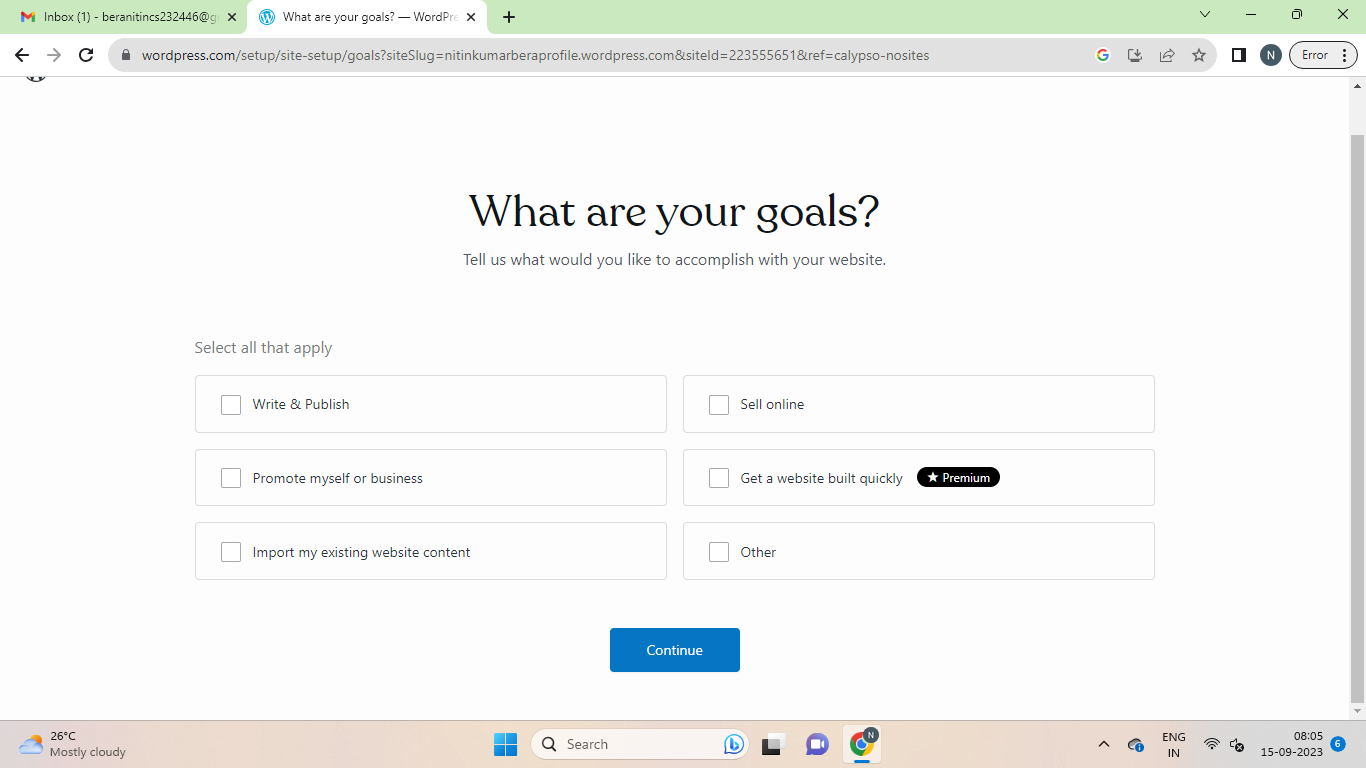 Inbox (1) - beranitincs232446@g
What are your goals? — WordPre
wordpress.com/setup/site-setup/goals?siteSlug=nitinkumarberaprofile.wordpress.com&siteId=223555651&ref=calypso-nosites
N
Error
What are your goals?
Tell us what would you like to accomplish with your website.
Select all that apply
Write & Publish
Sell online
Promote myself or business
Get a website built quickly
★ Premium
Import my existing website content
Other
Continue
26°C
Mostly cloudy
Search
N
ENG
IN
08:05
15-09-2023
6